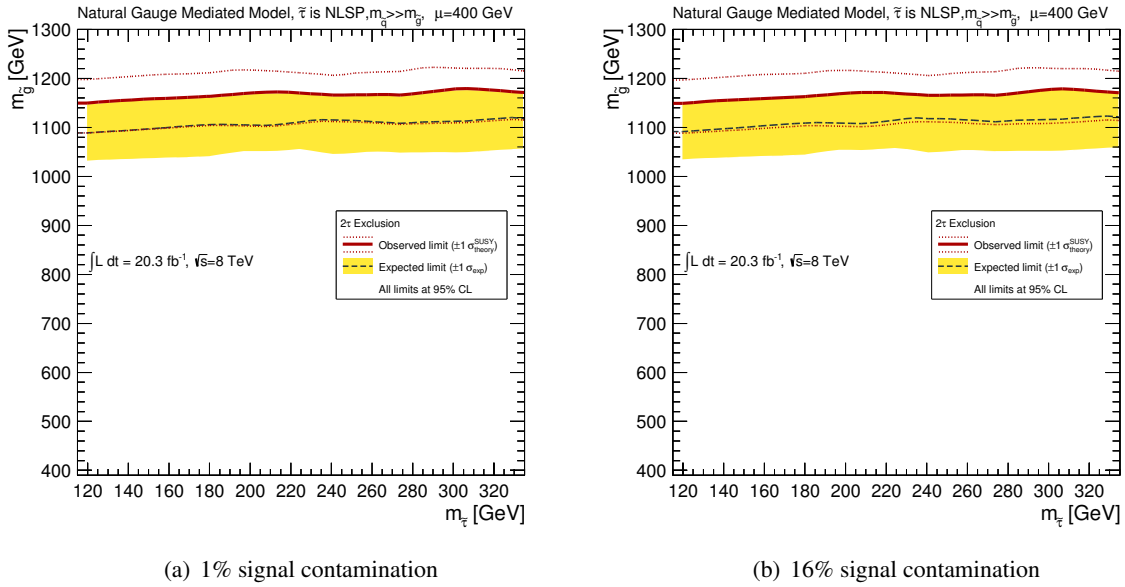 Natural Gauge Mediated Model, τ̃ is NLSP,m_q̃>>m_g̃, μ=400 GeV
m_g̃ [GeV]
1300
1200
1100
1000
900
800
700
600
500
400
∫L dt = 20.3 fb⁻¹, √s=8 TeV
2τ Exclusion
Observed limit (±1 σ^SUSY_theory)
Expected limit (±1 σ_exp)
All limits at 95% CL
120 140 160 180 200 220 240 260 280 300 320
m_τ̃ [GeV]
(a) 1% signal contamination
Natural Gauge Mediated Model, τ̃ is NLSP,m_q̃>>m_g̃, μ=400 GeV
m_g̃ [GeV]
1300
1200
1100
1000
900
800
700
600
500
400
∫L dt = 20.3 fb⁻¹, √s=8 TeV
2τ Exclusion
Observed limit (±1 σ^SUSY_theory)
Expected limit (±1 σ_exp)
All limits at 95% CL
120 140 160 180 200 220 240 260 280 300 320
m_τ̃ [GeV]
(b) 16% signal contamination